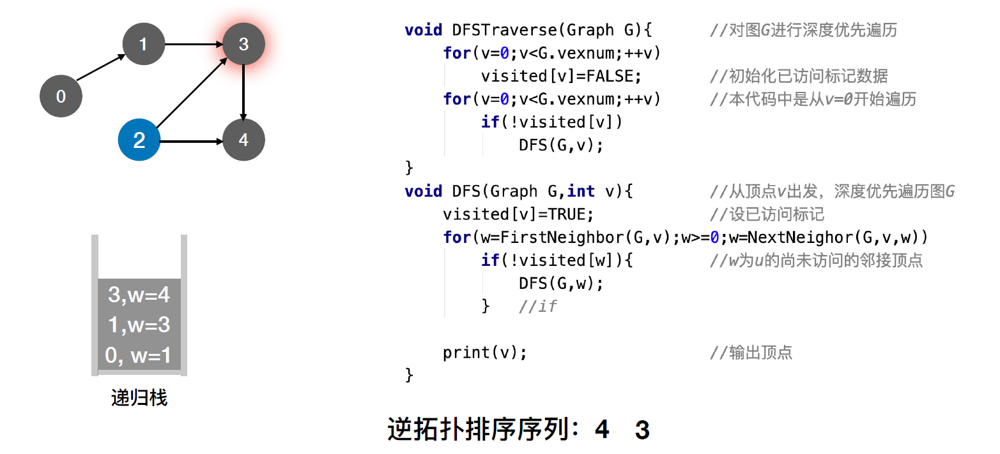 1
3
0
2
4
3,w=4
1,w=3
0, w=1
递归栈
void DFSTraverse(Graph G){ //对图G进行深度优先遍历
for(v=0;v<G.vexnum;++v)
visited[v]=FALSE; //初始化已访问标记数据
for(v=0;v<G.vexnum;++v) //本代码中是从v=0开始遍历
if(!visited[v])
DFS(G,v);
}
void DFS(Graph G,int v){ //从顶点v出发，深度优先遍历图G
visited[v]=TRUE; //设已访问标记
for(w=FirstNeighbor(G,v);w>=0;w=NextNeighor(G,v,w))
if(!visited[w]){ //w为u的尚未访问的邻接顶点
DFS(G,w);
} //if
print(v); //输出顶点
}
逆拓扑排序序列：4 3